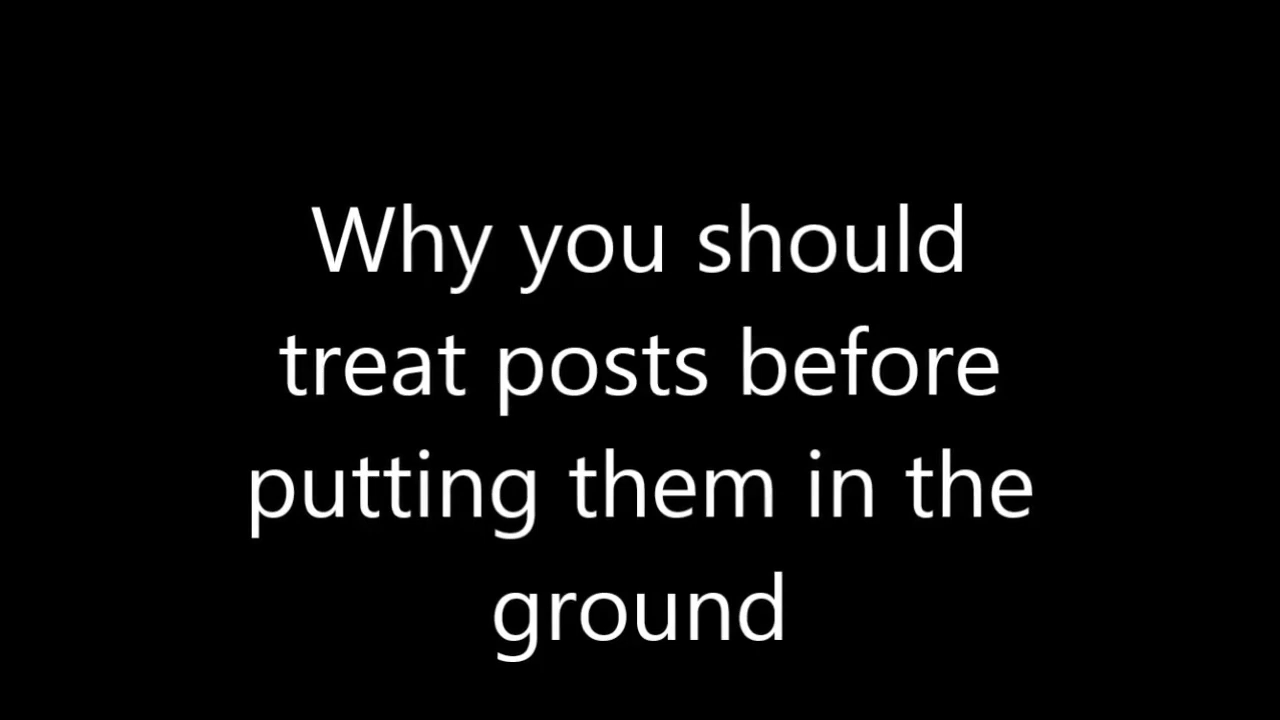 Why you should
treat posts before
putting them in the
ground